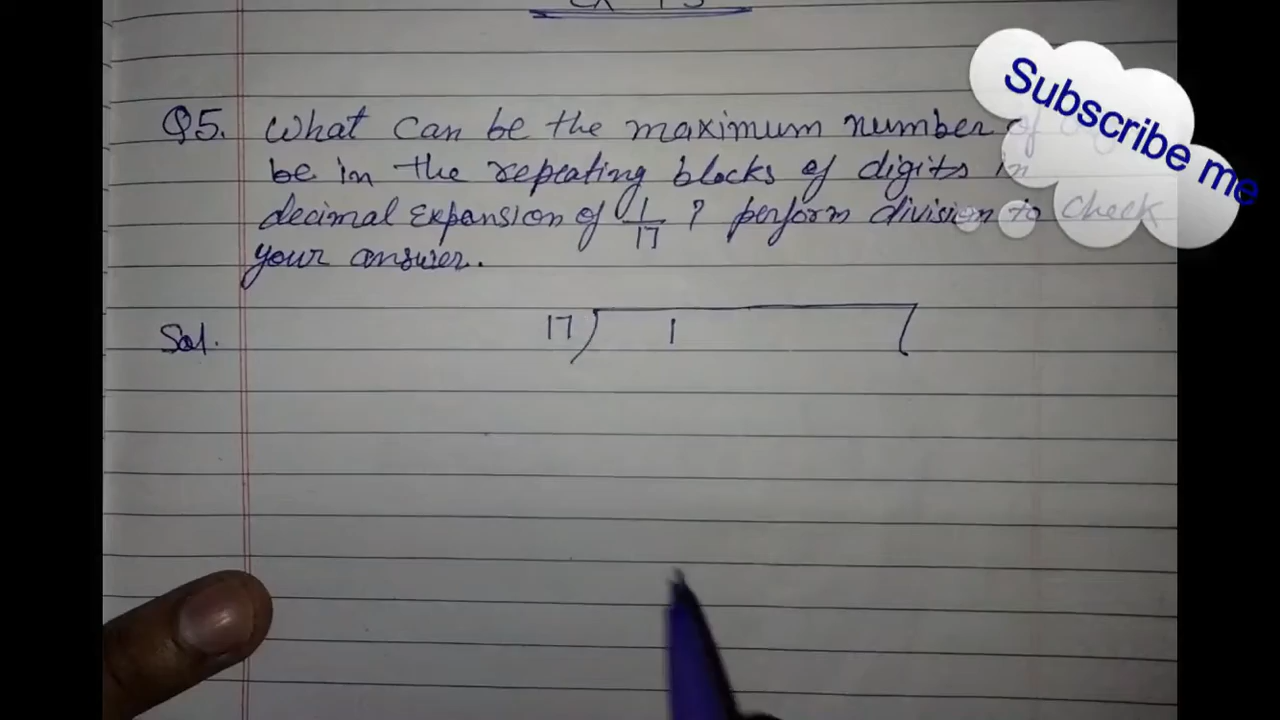 Q5. What can be the maximum number of
be in the repeating blocks of digits in
decimal expansion of 1/17 ? perform division to check
your answer.
Sol. 17 1
Subscribe me